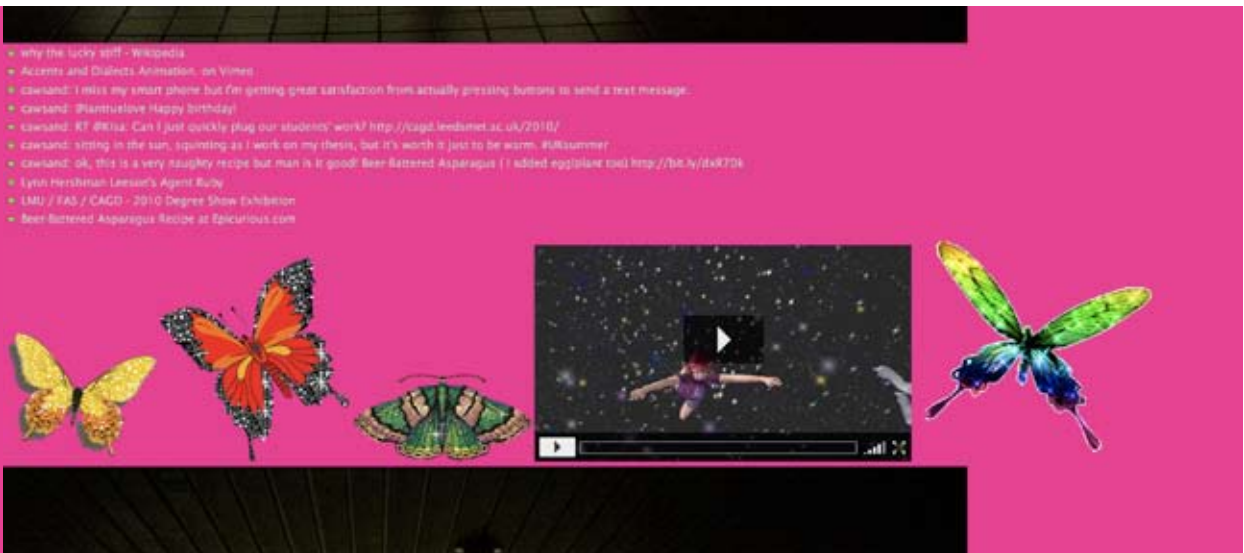 why the lucky stiff - Wikipedia
Accents and Dialects Animation. on Vimeo
cawsand: I miss my smart phone but I'm getting great satisfaction from actually pressing buttons to send a text message.
cawsand: @iantruelove Happy birthday!
cawsand: RT @Kisa: Can I just quickly plug our students' work? http://cagd.leedsmet.ac.uk/2010/
cawsand: sitting in the sun, squinting as I work on my thesis, but it's worth it just to be warm. #UKsummer
cawsand: ok, this is a very naughty recipe but man is it good! Beer-Battered Asparagus ( I added egg(plant too) http://bit.ly/dxR70k
Lynn Hershman Leeson's Agent Ruby
LMU / FAS / CAGD - 2010 Degree Show Exhibition
Beer-Battered Asparagus Recipe at Epicurious.com